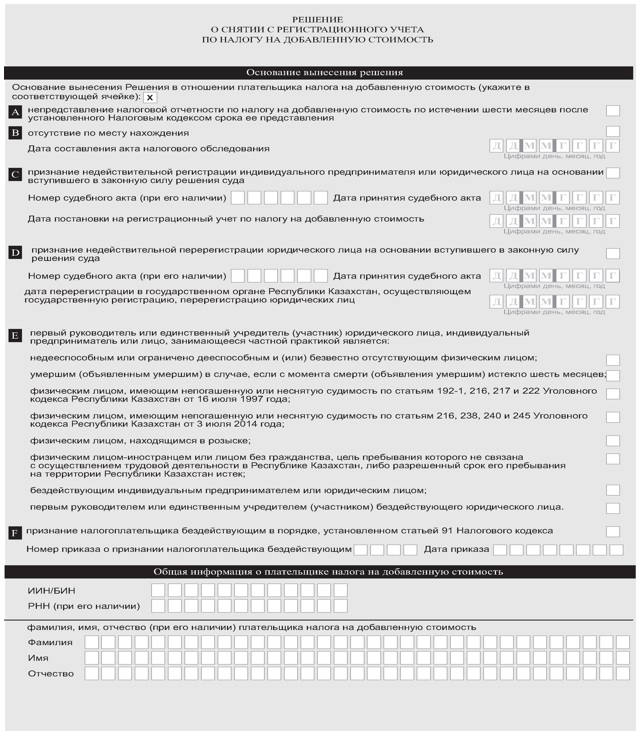 РЕШЕНИЕ
О СНЯТИИ С РЕГИСТРАЦИОННОГО УЧЕТА
ПО НАЛОГУ НА ДОБАВЛЕННУЮ СТОИМОСТЬ
Основание вынесения решения
Основание вынесения Решения в отношении плательщика налога на добавленную стоимость (укажите в
соответствующей ячейке): X
A непредставление налоговой отчетности по налогу на добавленную стоимость по истечении шести месяцев после
установленного Налоговым кодексом срока ее представления
B отсутствие по месту нахождения
Дата составления акта налогового обследования Д Д М М Г Г Г Г
Цифрами день, месяц, год
C признание недействительной регистрации индивидуального предпринимателя или юридического лица на основании
вступившего в законную силу решения суда
Номер судебного акта (при его наличии) Дата принятия судебного акта Д Д М М Г Г Г Г
Цифрами день, месяц, год
Дата постановки на регистрационный учет по налогу на добавленную стоимость Д Д М М Г Г Г Г
Цифрами день, месяц, год
D признание недействительной перерегистрации юридического лица на основании вступившего в законную силу
решения суда
Номер судебного акта (при его наличии) Дата принятия судебного акта Д Д М М Г Г Г Г
Цифрами день, месяц, год
дата перерегистрации в государственном органе Республики Казахстан, осуществляющем
государственную регистрацию, перерегистрацию юридических лиц Д Д М М Г Г Г Г
Цифрами день, месяц, год
E первый руководитель или единственный учредитель (участник) юридического лица, индивидуальный
предприниматель или лицо, занимающееся частной практикой является:
недееспособным или ограничено дееспособным и (или) безвестно отсутствующим физическим лицом;
умершим (объявленным умершим) в случае, если с момента смерти (объявления умершим) истекло шесть месяцев;
физическим лицом, имеющим непогашенную или неснятую судимость по статьям 192-1, 216, 217 и 222 Уголовного
кодекса Республики Казахстан от 16 июля 1997 года;
физическим лицом, имеющим непогашенную или неснятую судимость по статьям 216, 238, 240 и 245 Уголовного
кодекса Республики Казахстан от 3 июля 2014 года;
физическим лицом, находящимся в розыске;
физическим лицом-иностранцем или лицом без гражданства, цель пребывания которого не связана
с осуществлением трудовой деятельности в Республике Казахстан, либо разрешенный срок его пребывания
на территории Республики Казахстан истек;
бездействующим индивидуальным предпринимателем или юридическим лицом;
первым руководителем или единственным учредителем (участником) бездействующего юридического лица.
F признание налогоплательщика бездействующим в порядке, установленном статьей 91 Налогового кодекса
Номер приказа о признании налогоплательщика бездействующим Дата приказа
Общая информация о плательщике налога на добавленную стоимость
ИИН/БИН
РНН (при его наличии)
фамилия, имя, отчество (при его наличии) плательщика налога на добавленную стоимость
Фамилия
Имя
Отчество